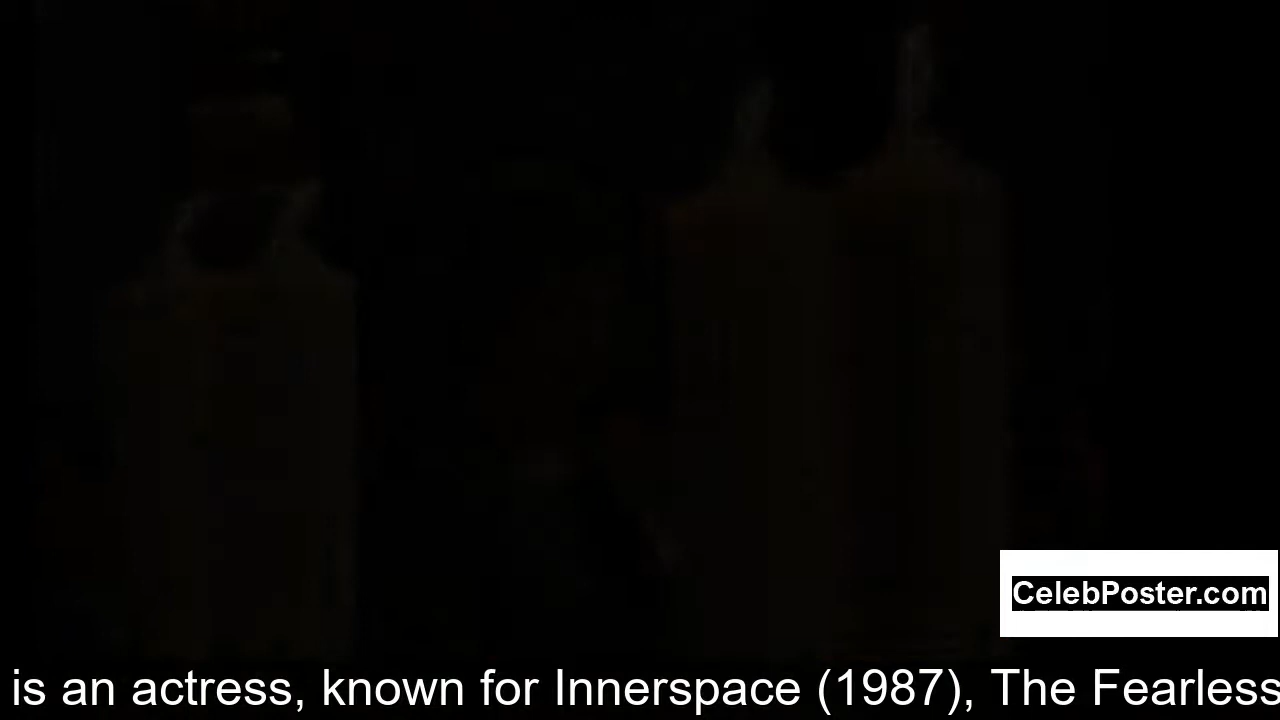 CelebPoster.com
is an actress, known for Innerspace (1987), The Fearless